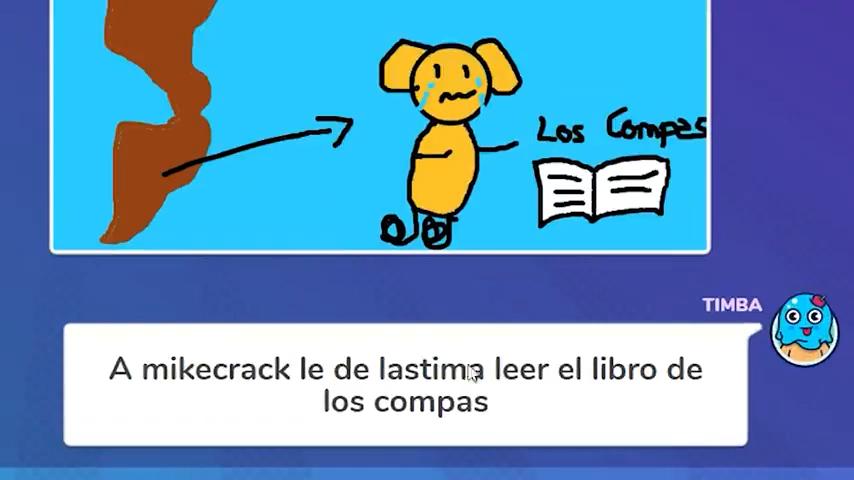 Los Compas
TIMBA
A mikecrack le de lastima leer el libro de
los compas